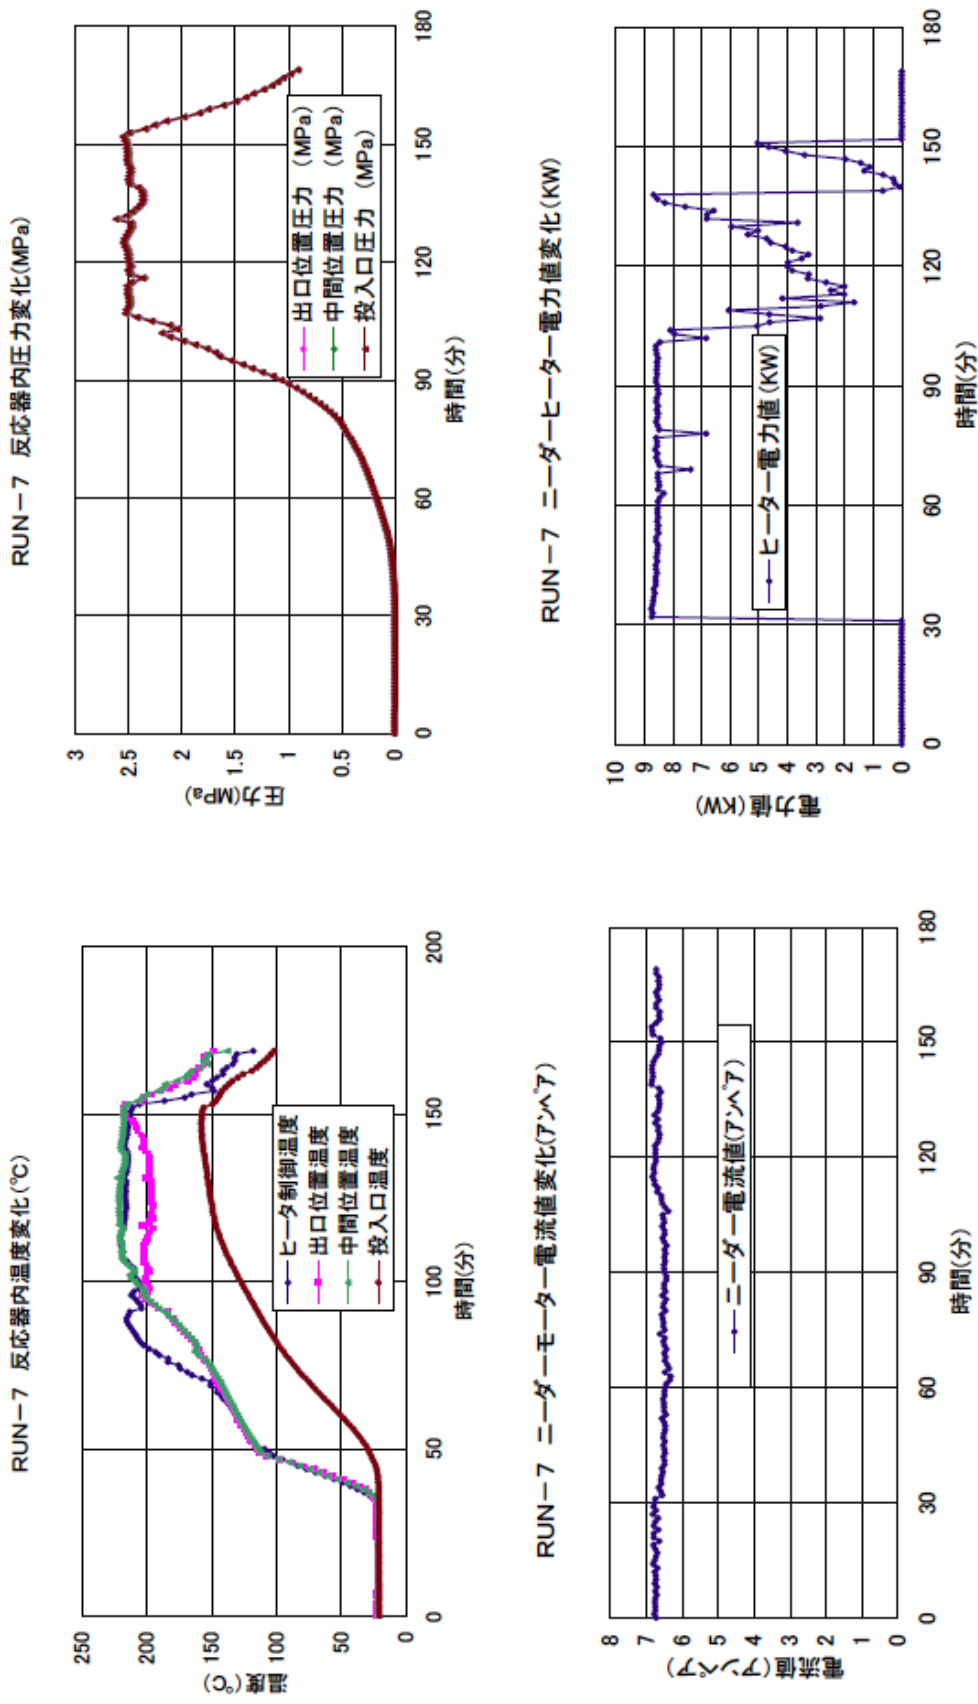 RUN－7 反応器内温度変化(℃)
温度(℃)
250
200
150
100
50
0
0
50
100
150
200
時間(分)
ヒータ制御温度
出口位置温度
中間位置温度
投入口温度
RUN－7 反応器内圧力変化(MPa)
圧力(MPa)
3
2.5
2
1.5
1
0.5
0
0
30
60
90
120
150
180
時間(分)
出口位置圧力 (MPa)
中間位置圧力 (MPa)
投入口圧力 (MPa)
RUN－7 ニーダーモーター電流値変化(アンペア)
電流値(アンペア)
8
7
6
5
4
3
2
1
0
0
30
60
90
120
150
180
時間(分)
ニーダー電流値(アンペア)
RUN－7 ニーダーヒーター電力値変化(KW)
電力値(KW)
10
9
8
7
6
5
4
3
2
1
0
0
30
60
90
120
150
180
時間(分)
ヒーター電力値(KW)